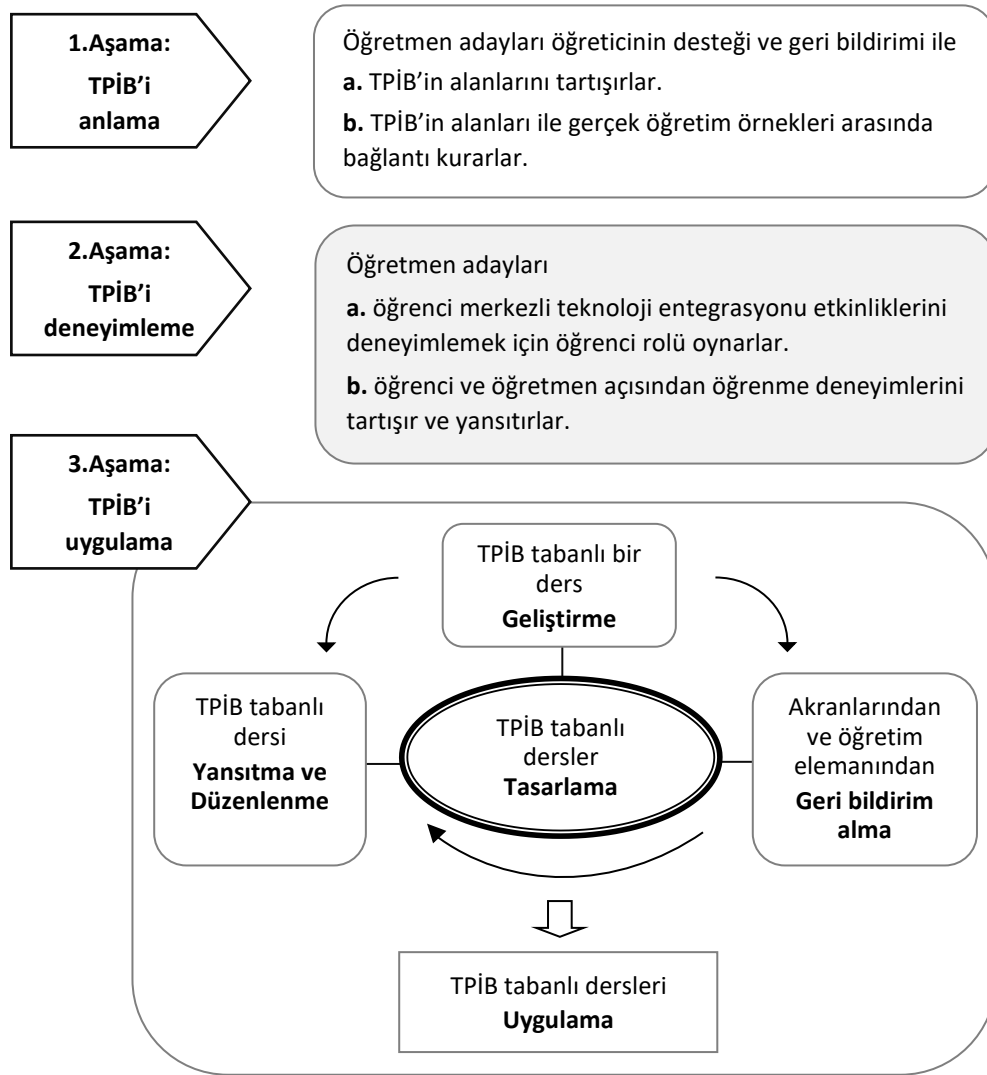 1.Aşama:
TPİB’i
anlama
Öğretmen adayları öğreticinin desteği ve geri bildirimi ile
a. TPİB’in alanlarını tartışırlar.
b. TPİB’in alanları ile gerçek öğretim örnekleri arasında
bağlantı kurarlar.
2.Aşama:
TPİB’i
deneyimleme
Öğretmen adayları
a. öğrenci merkezli teknoloji entegrasyonu etkinliklerini
deneyimlemek için öğrenci rolü oynarlar.
b. öğrenci ve öğretmen açısından öğrenme deneyimlerini
tartışır ve yansıtırlar.
3.Aşama:
TPİB’i
uygulama
TPİB tabanlı bir
ders
Geliştirme
TPİB tabanlı
dersi
Yansıtma ve
Düzenlenme
TPİB tabanlı
dersler
Tasarlama
Akranlarından
ve öğretim
elemanından
Geri bildirim
alma
TPİB tabanlı dersleri
Uygulama